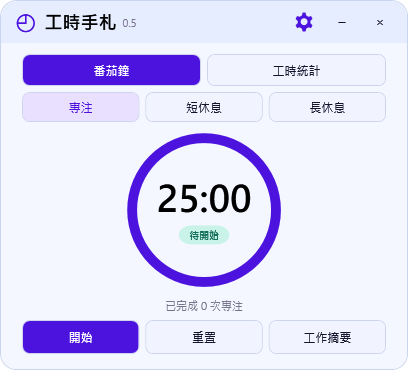 工時手札 0.5
番茄鐘 工時統計
專注 短休息 長休息
25:00
待開始
已完成 0 次專注
開始 重置 工作摘要